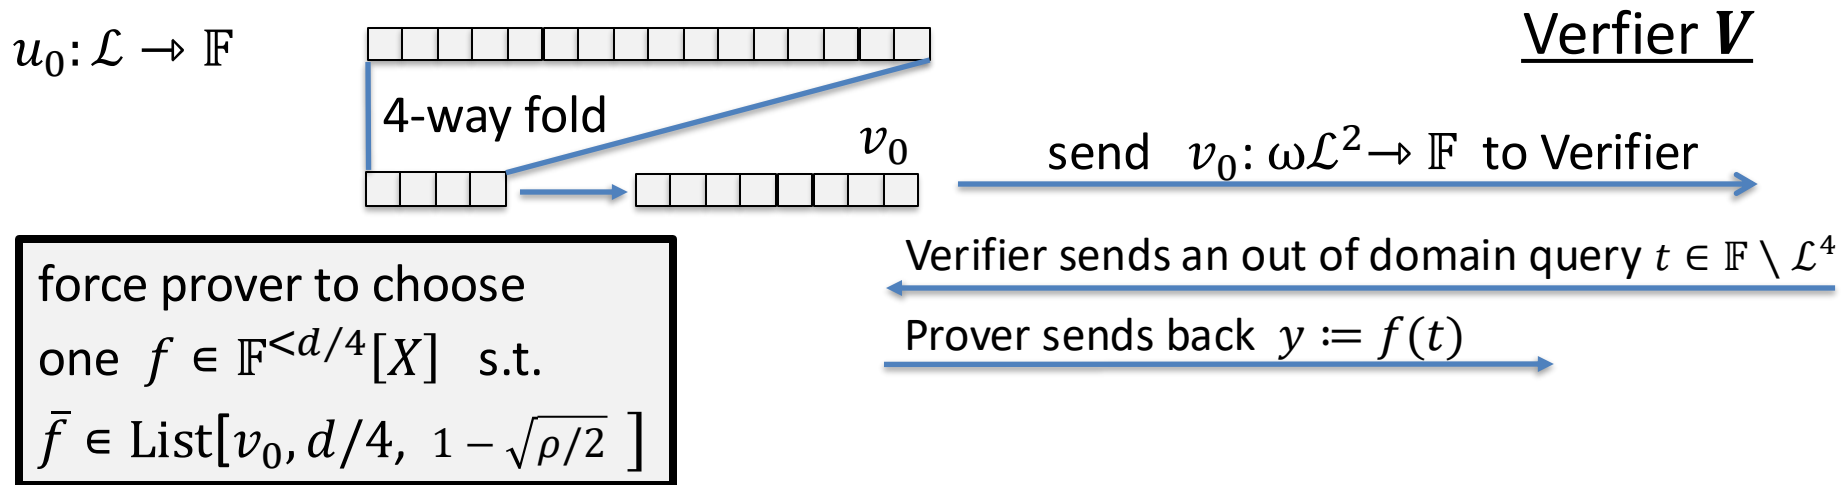 u₀: ℒ → 𝔽
Verfier V
4-way fold
v₀
send v₀: ωℒ² → 𝔽 to Verifier
Verifier sends an out of domain query t ∈ 𝔽 \ ℒ⁴
Prover sends back y ≔ f(t)
force prover to choose
one f ∈ 𝔽^{<d/4}[X] s.t.
f̄ ∈ List[v₀, d/4, 1 − √(ρ/2) ]